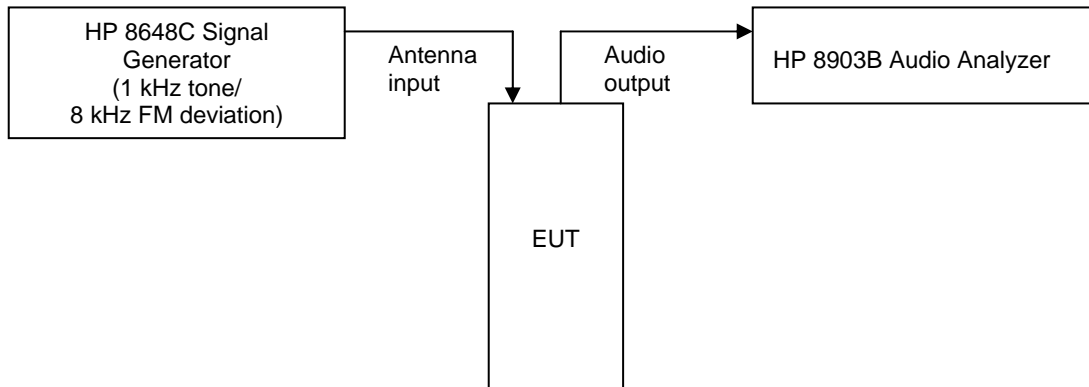 HP 8648C Signal
Generator
(1 kHz tone/
8 kHz FM deviation)
Antenna
input
Audio
output
HP 8903B Audio Analyzer
EUT